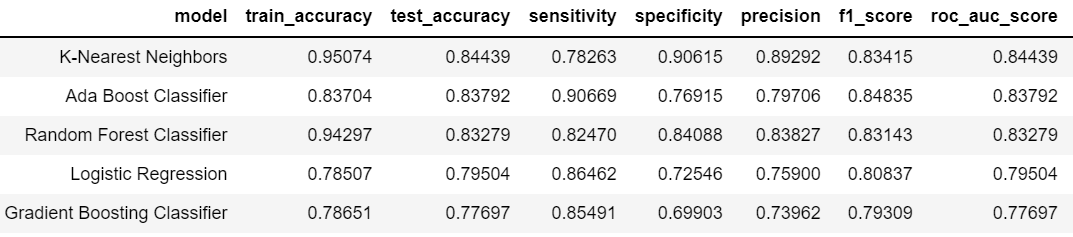 model train_accuracy test_accuracy sensitivity specificity precision f1_score roc_auc_score
K-Nearest Neighbors 0.95074 0.84439 0.78263 0.90615 0.89292 0.83415 0.84439
Ada Boost Classifier 0.83704 0.83792 0.90669 0.76915 0.79706 0.84835 0.83792
Random Forest Classifier 0.94297 0.83279 0.82470 0.84088 0.83827 0.83143 0.83279
Logistic Regression 0.78507 0.79504 0.86462 0.72546 0.75900 0.80837 0.79504
Gradient Boosting Classifier 0.78651 0.77697 0.85491 0.69903 0.73962 0.79309 0.77697